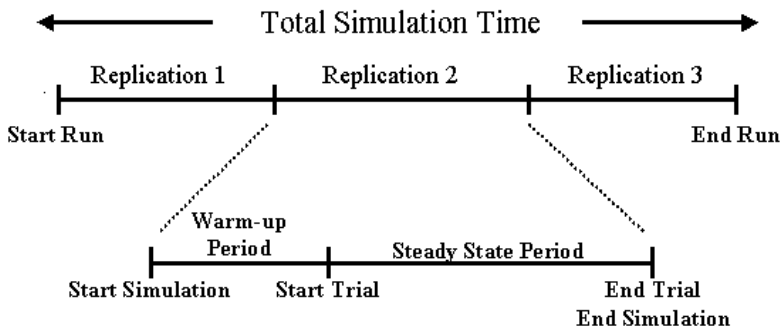 Total Simulation Time
Replication 1 Replication 2 Replication 3
Start Run End Run
Warm-up
Period Steady State Period
Start Simulation Start Trial End Trial
End Simulation